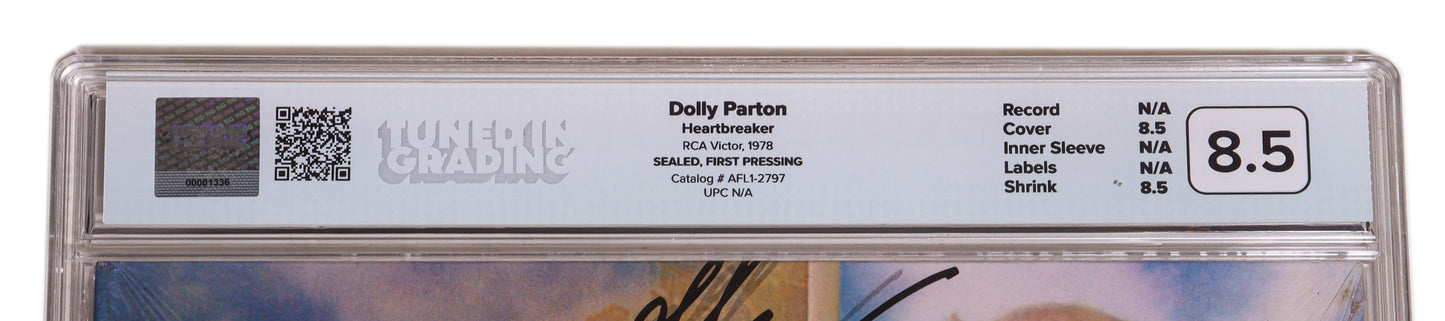 00001336
TUNED IN
GRADING
Dolly Parton
Heartbreaker
RCA Victor, 1978
SEALED, FIRST PRESSING
Catalog # AFL1-2797
UPC N/A
Record N/A
Cover 8.5
Inner Sleeve N/A
Labels N/A
Shrink 8.5
8.5